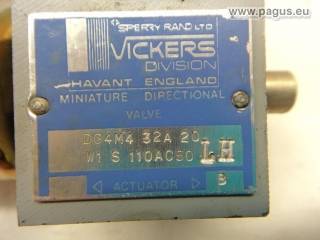 © www.pagus.eu
SPERRY RAND LTD
VICKERS
DIVISION
HAVANT ENGLAND
MINIATURE DIRECTIONAL
VALVE
DG4M4 32A 20
W1 S 110AC50 LH
◁ ACTUATOR ▷ B